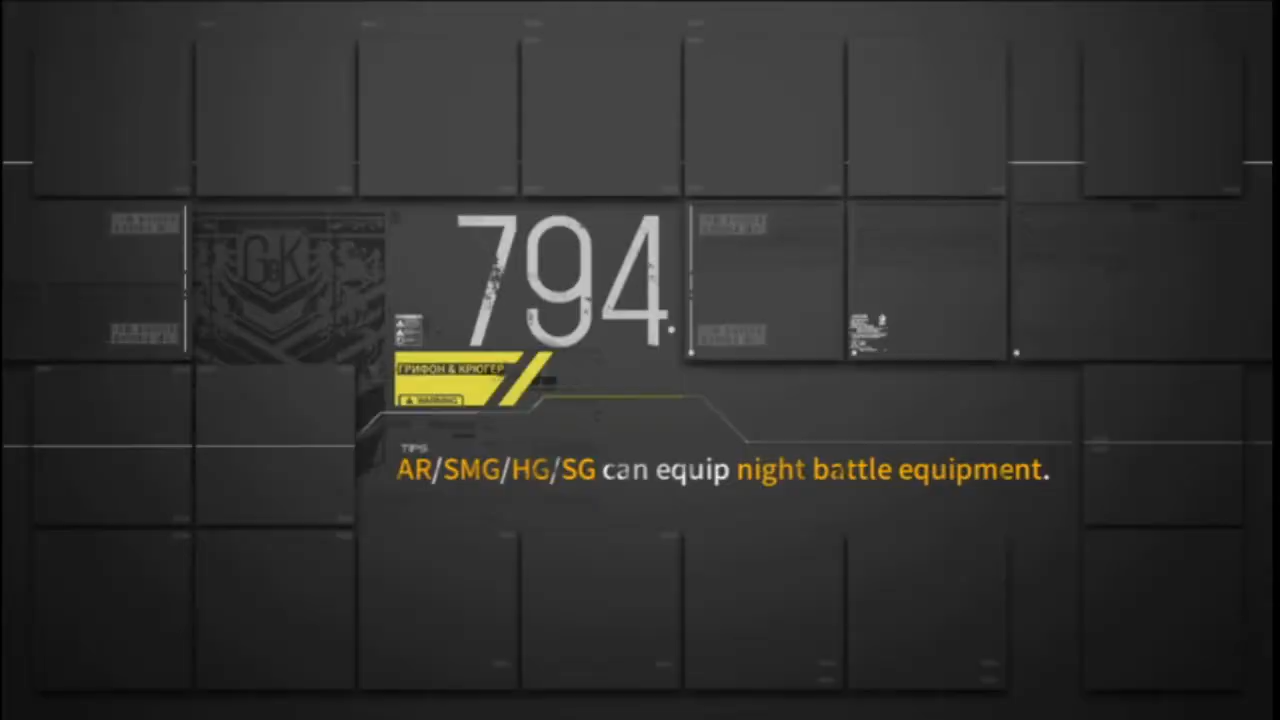 G&K
794.
ГРИФОН & КРЮГЕР
WARNING
TIPS
AR/SMG/HG/SG can equip night battle equipment.